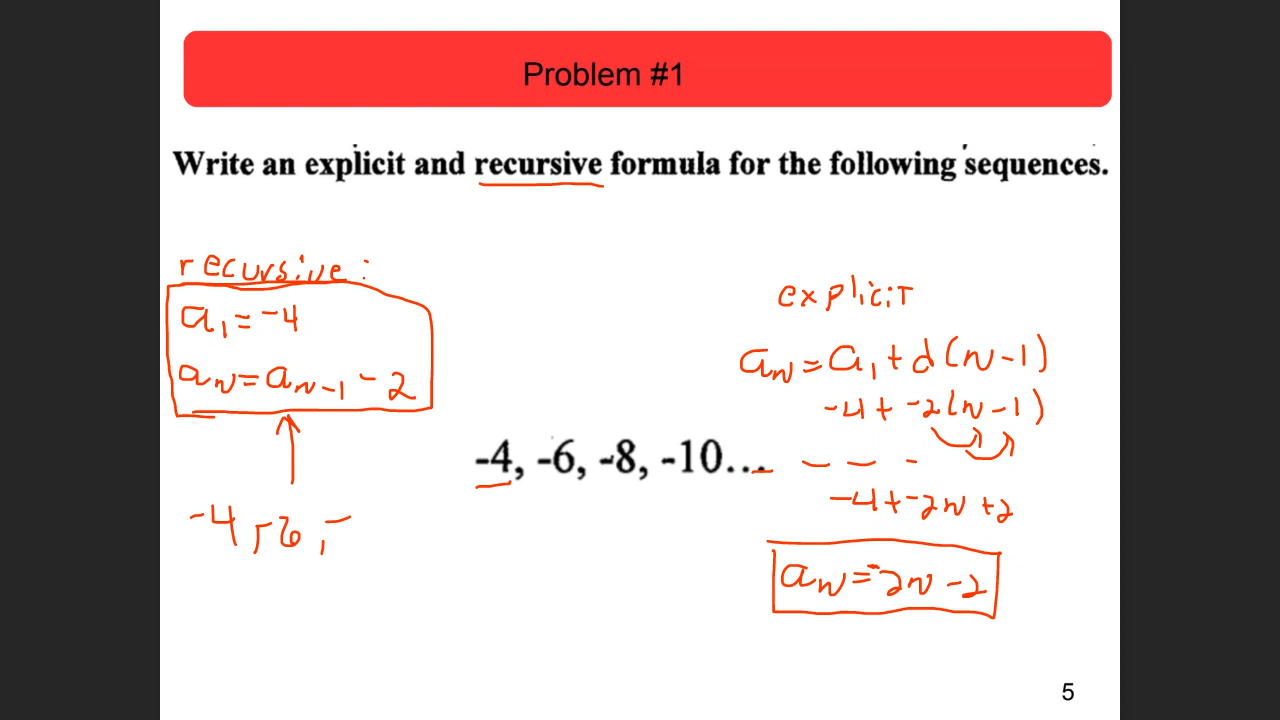 Problem #1
Write an explicit and recursive formula for the following sequences.
recursive:
a₁ = -4
aₙ = aₙ₋₁ - 2
-4, -6, -
-4, -6, -8, -10...
explicit
aₙ = a₁ + d(n-1)
-4 + -2(n-1)
-4 + -2n + 2
aₙ = -2n - 2
5